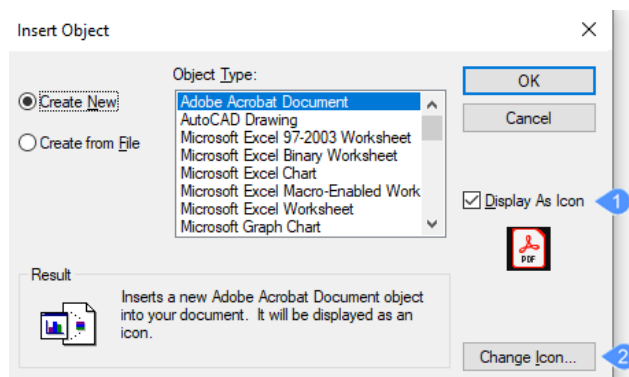 Insert Object
Object Type:
Create New
Create from File
Adobe Acrobat Document
AutoCAD Drawing
Microsoft Excel 97-2003 Worksheet
Microsoft Excel Binary Worksheet
Microsoft Excel Chart
Microsoft Excel Macro-Enabled Work
Microsoft Excel Worksheet
Microsoft Graph Chart
OK
Cancel
Display As Icon
1
PDF
Result
Inserts a new Adobe Acrobat Document object
into your document. It will be displayed as an
icon.
Change Icon...
2